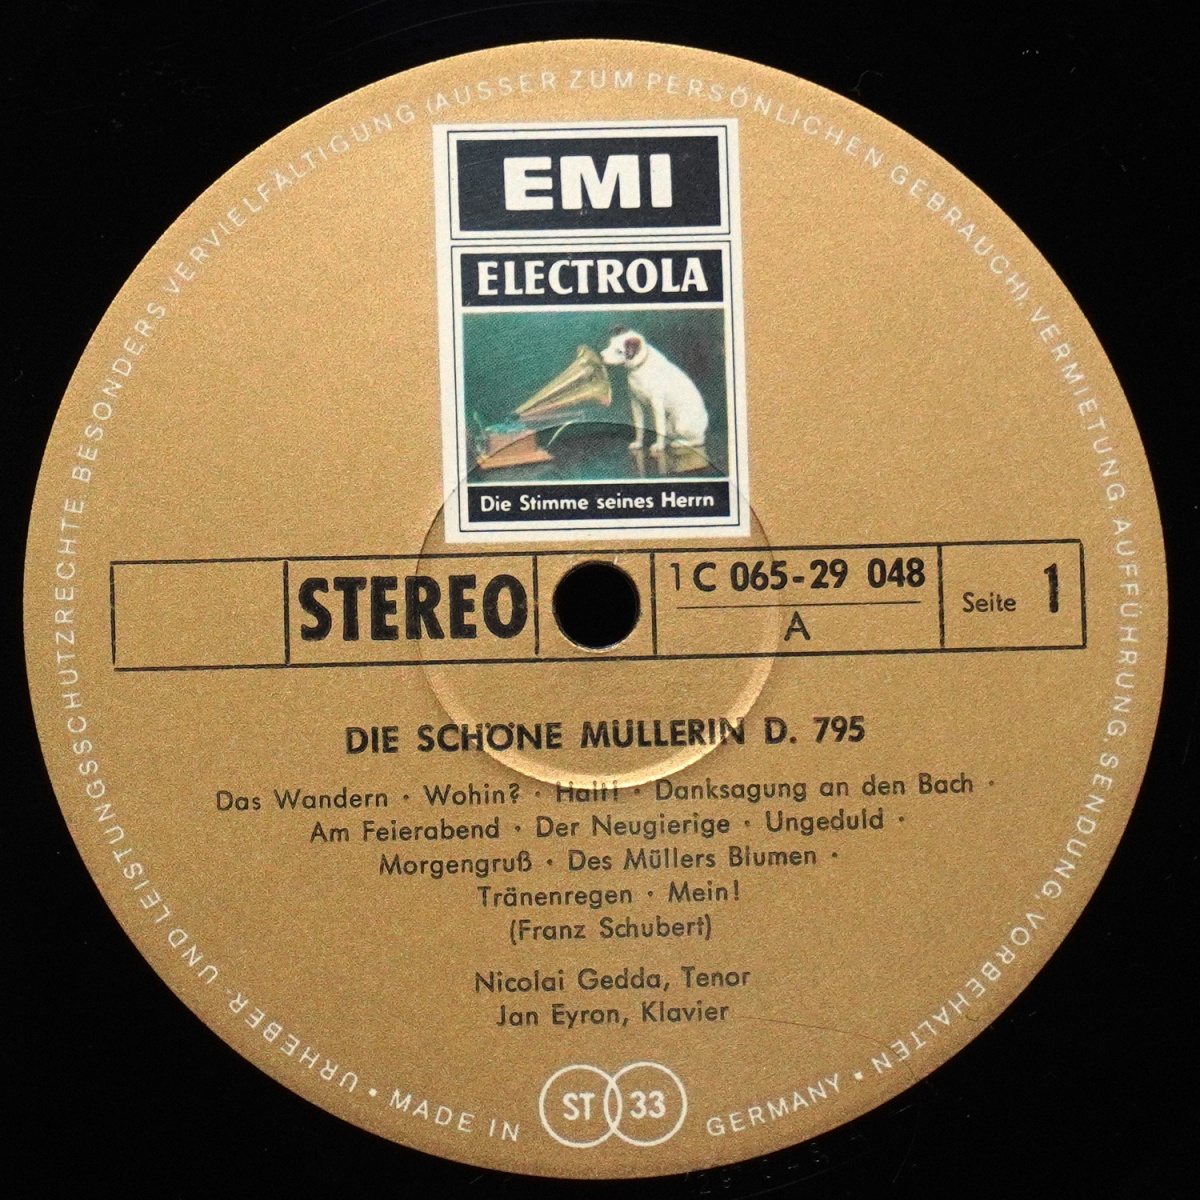 EMI
ELECTROLA
Die Stimme seines Herrn
STEREO
1 C 065-29 048
A
Seite 1
DIE SCHÖNE MÜLLERIN D. 795
Das Wandern · Wohin? · Halt! · Danksagung an den Bach ·
Am Feierabend · Der Neugierige · Ungeduld ·
Morgengruß · Des Müllers Blumen ·
Tränenregen · Mein!
(Franz Schubert)
Nicolai Gedda, Tenor
Jan Eyron, Klavier
ST 33
MADE IN GERMANY · URHEBER- UND LEISTUNGSSCHUTZRECHTE BESONDERS VERVIELFÄLTIGUNG (AUSSER ZUM PERSÖNLICHEN GEBRAUCH), VERMIETUNG, AUFFÜHRUNG, SENDUNG, VORBEHALTEN ·